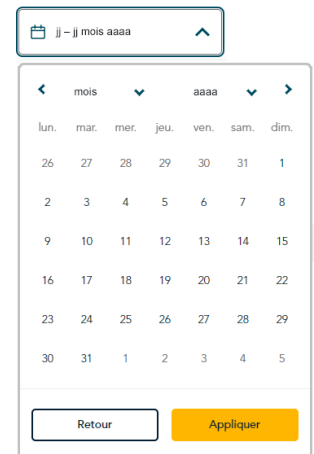 jj – jj mois aaaa
mois aaaa
lun. mar. mer. jeu. ven. sam. dim.
26 27 28 29 30 31 1
2 3 4 5 6 7 8
9 10 11 12 13 14 15
16 17 18 19 20 21 22
23 24 25 26 27 28 29
30 31 1 2 3 4 5
Retour Appliquer